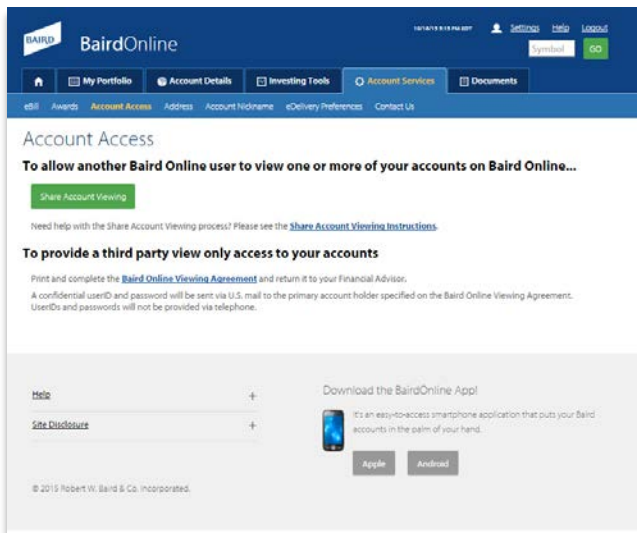 Settings Help Logout
BAIRD
BairdOnline
Symbol GO
My Portfolio Account Details Investing Tools Account Services Documents
eBill Awards Account Access Address Account Nickname eDelivery Preferences Contact Us
Account Access
To allow another Baird Online user to view one or more of your accounts on Baird Online...
Share Account Viewing
Need help with the Share Account Viewing process? Please see the Share Account Viewing Instructions.
To provide a third party view only access to your accounts
Print and complete the Baird Online Viewing Agreement and return it to your Financial Advisor.
A confidential userID and password will be sent via U.S. mail to the primary account holder specified on the Baird Online Viewing Agreement.
UserIDs and passwords will not be provided via telephone.
Help +
Site Disclosure +
© 2015 Robert W. Baird & Co. Incorporated.
Download the BairdOnline App!
It's an easy-to-access smartphone application that puts your Baird
accounts in the palm of your hand.
Apple Android